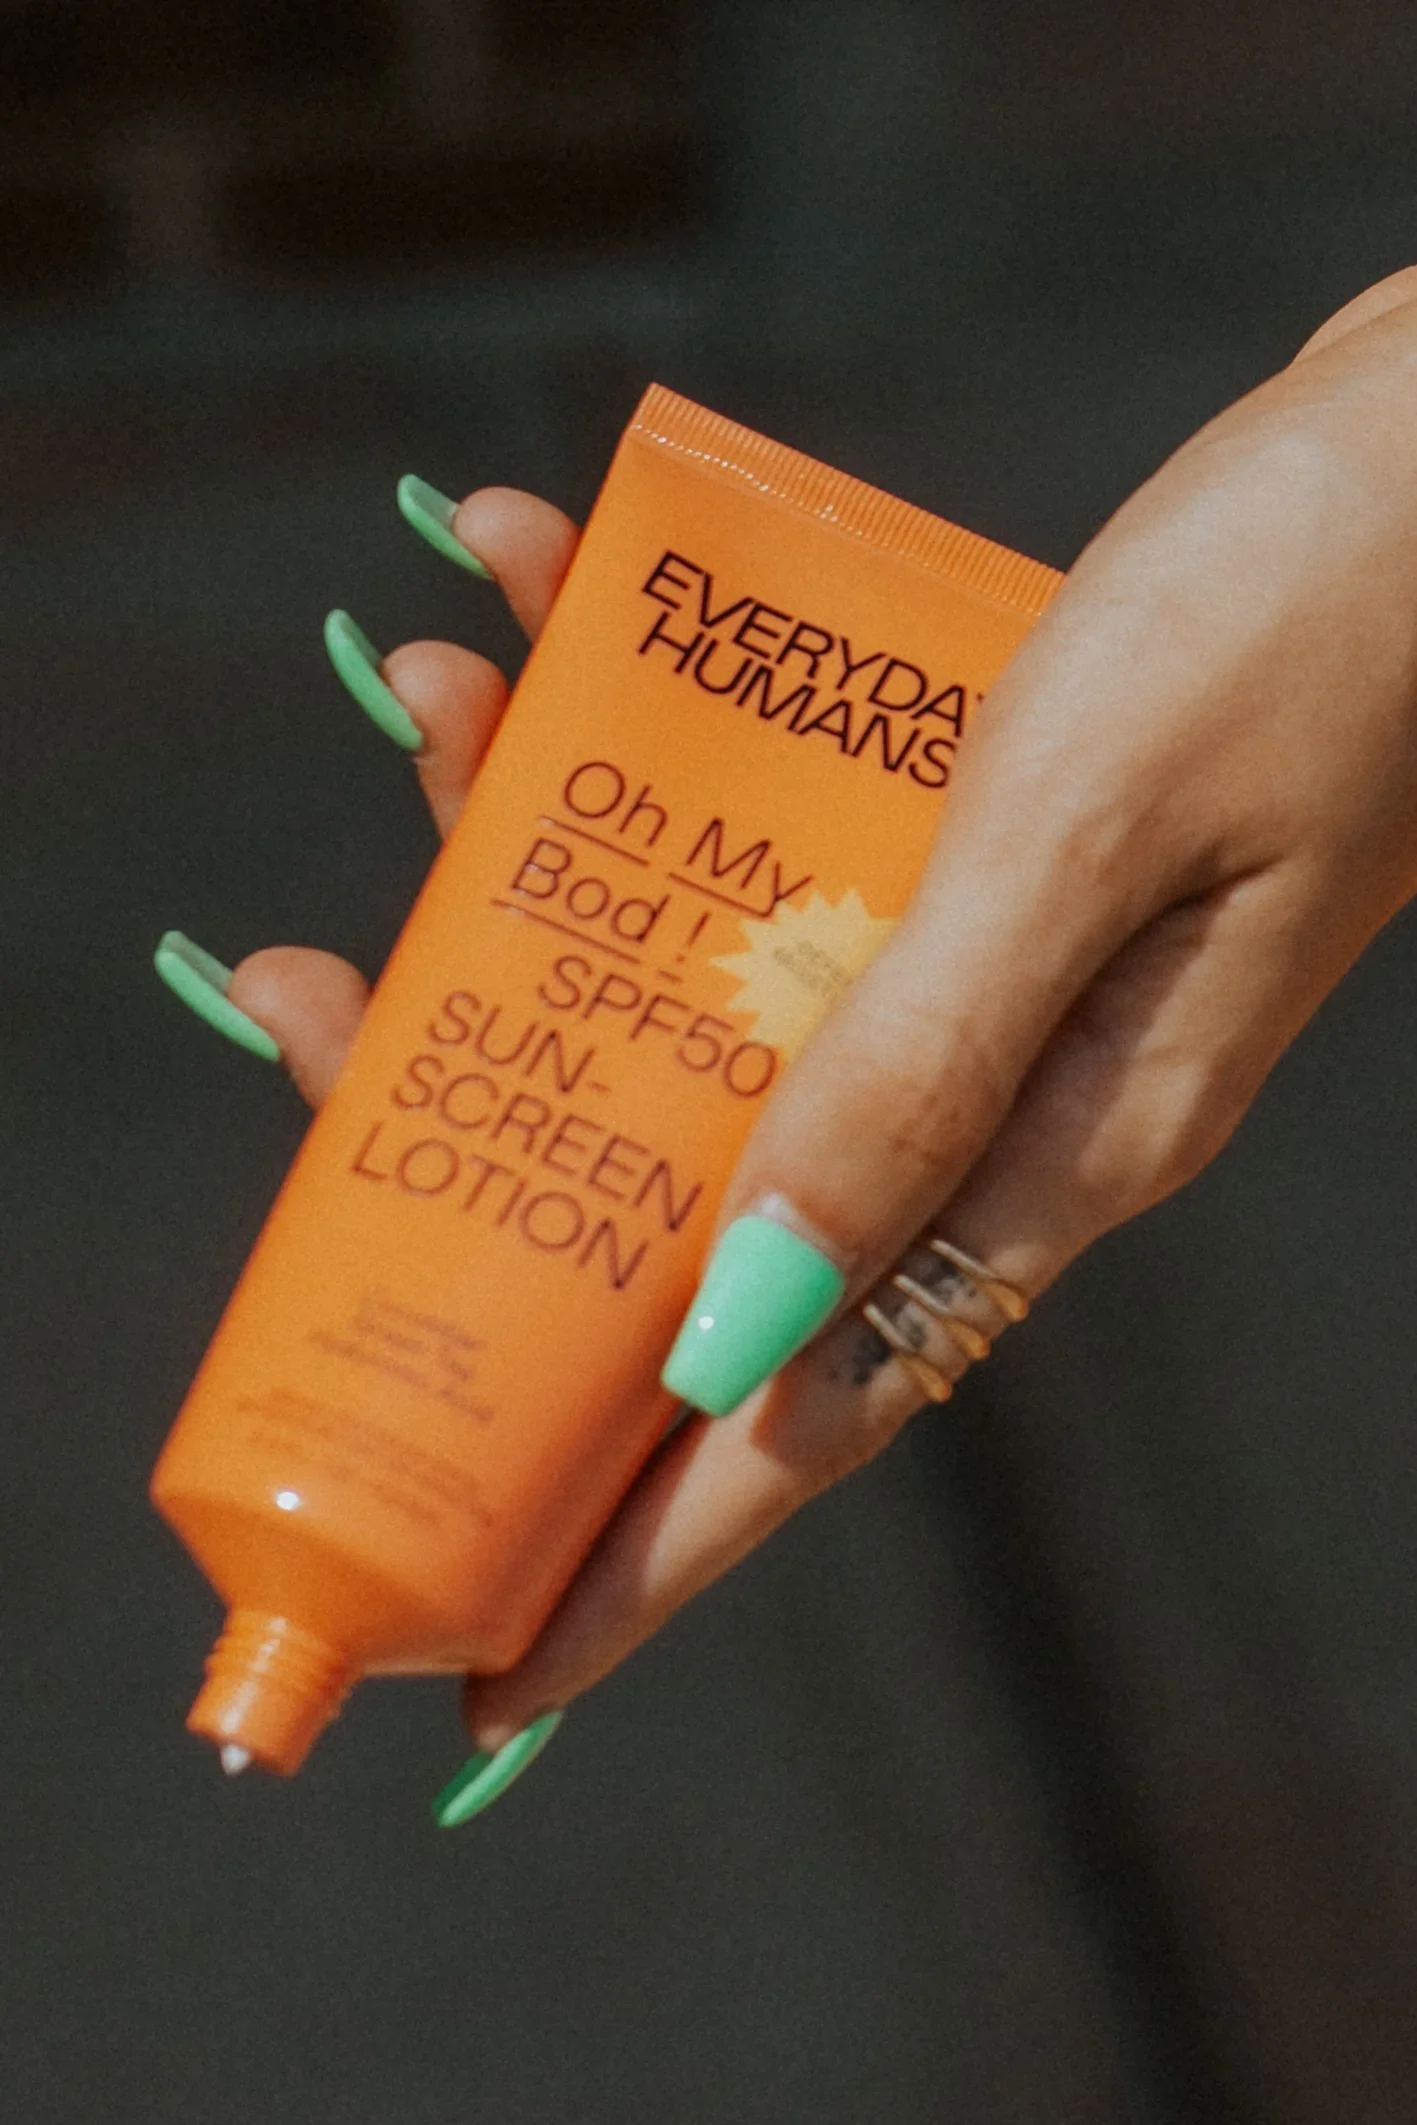 EVERYDAY
HUMANS
Oh My
Bod !
SPF50
SUN-
SCREEN
LOTION